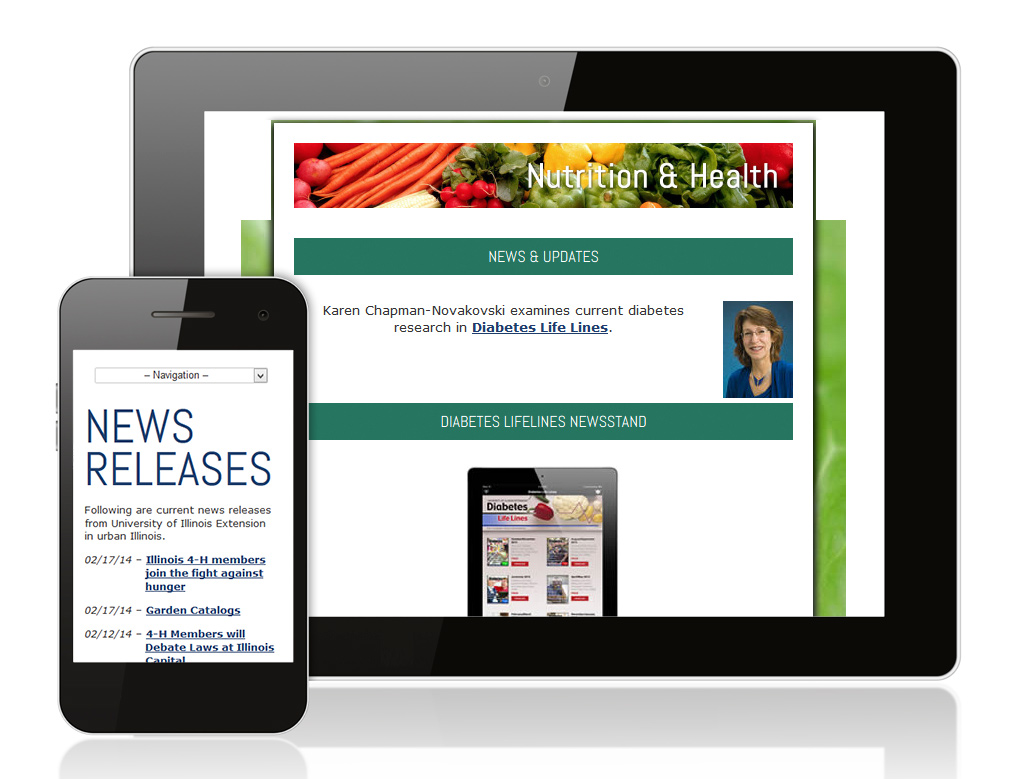 Nutrition & Health
NEWS & UPDATES
Karen Chapman-Novakovski examines current diabetes
research in Diabetes Life Lines.
DIABETES LIFELINES NEWSSTAND
Diabetes
Life Lines
– Navigation –
NEWS
RELEASES
Following are current news releases
from University of Illinois Extension
in urban Illinois.
02/17/14 – Illinois 4-H members
join the fight against
hunger
02/17/14 – Garden Catalogs
02/12/14 – 4-H Members will
Debate Laws at Illinois
Capital